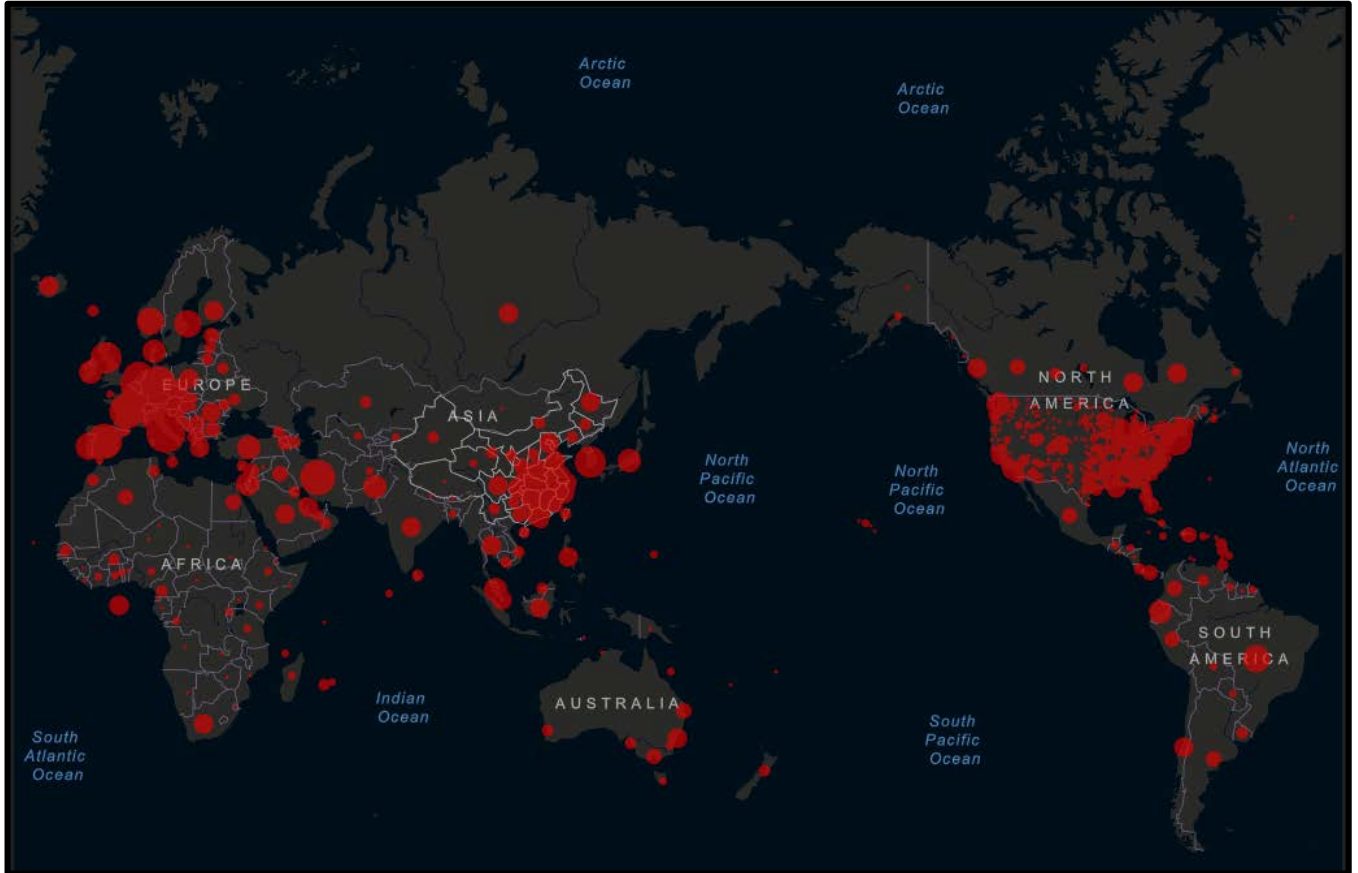 Arctic
Ocean
Arctic
Ocean
EUROPE
ASIA
NORTH
AMERICA
North
Pacific
Ocean
North
Pacific
Ocean
North
Atlantic
Ocean
AFRICA
SOUTH
AMERICA
Indian
Ocean
AUSTRALIA
South
Atlantic
Ocean
South
Pacific
Ocean